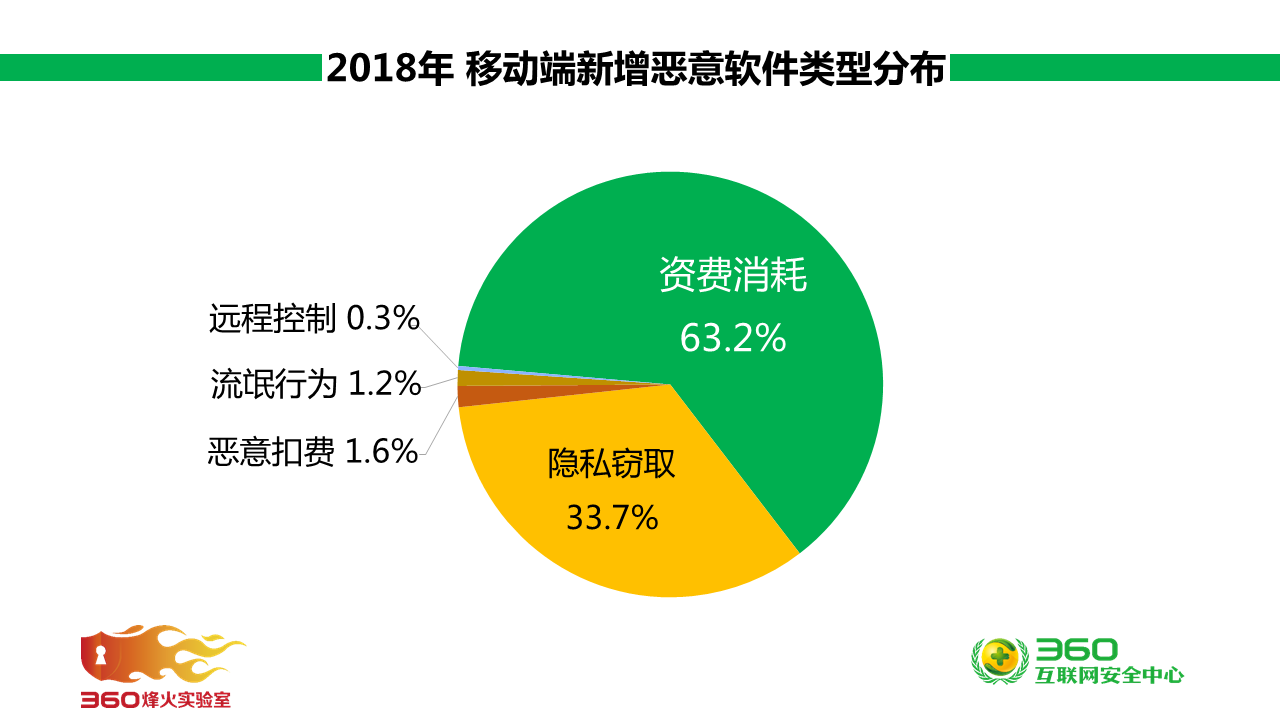 2018年 移动端新增恶意软件类型分布
资费消耗
63.2%
远程控制 0.3%
流氓行为 1.2%
恶意扣费 1.6%
隐私窃取
33.7%
360烽火实验室
360
互联网安全中心